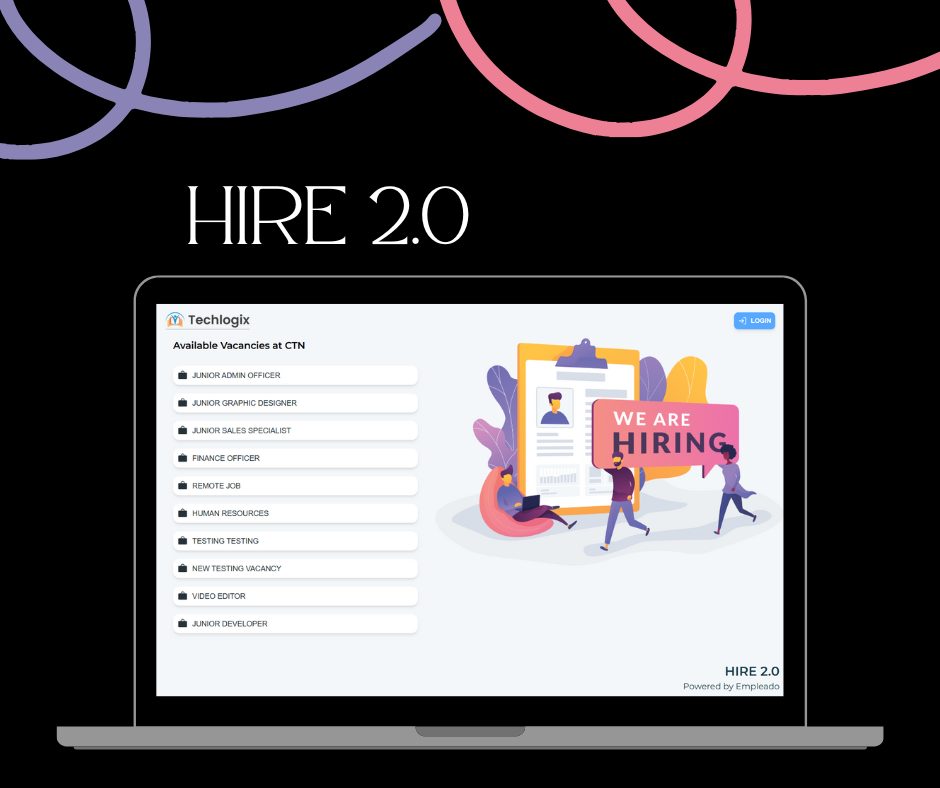 HIRE 2.0
Techlogix
LOGIN
Available Vacancies at CTN
JUNIOR ADMIN OFFICER
JUNIOR GRAPHIC DESIGNER
JUNIOR SALES SPECIALIST
FINANCE OFFICER
REMOTE JOB
HUMAN RESOURCES
TESTING TESTING
NEW TESTING VACANCY
VIDEO EDITOR
JUNIOR DEVELOPER
WE ARE
HIRING
HIRE 2.0
Powered by Empleado